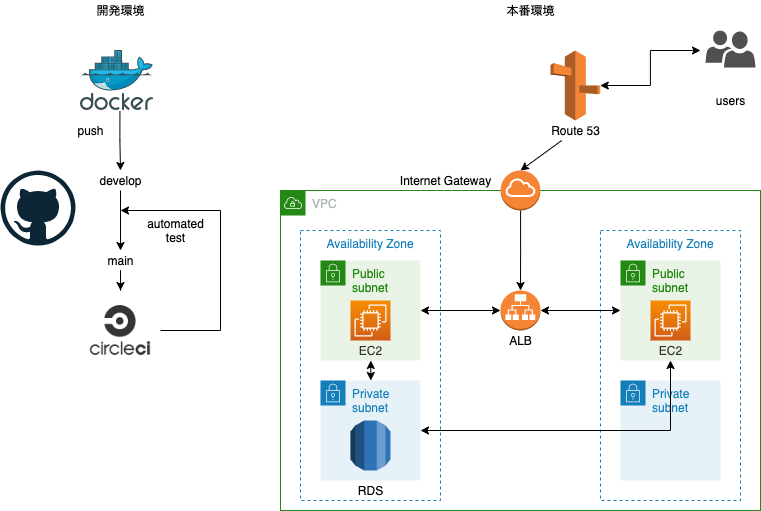 開発環境
docker
push
develop
automated
test
main
circleci
本番環境
users
Route 53
Internet Gateway
VPC
Availability Zone
Public
subnet
EC2
Private
subnet
RDS
ALB
Availability Zone
Public
subnet
EC2
Private
subnet